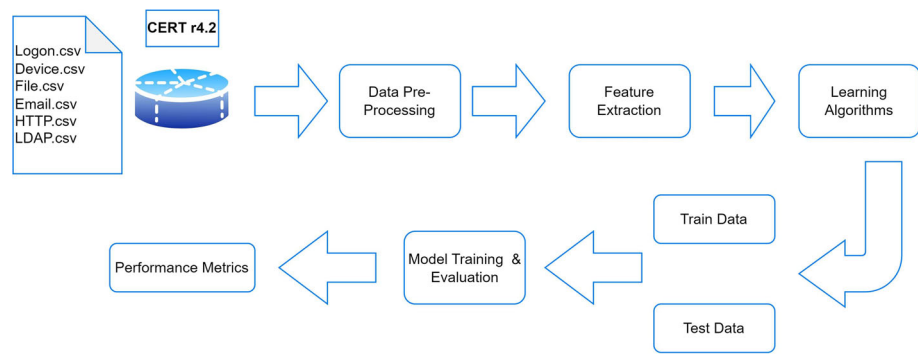 CERT r4.2
Logon.csv
Device.csv
File.csv
Email.csv
HTTP.csv
LDAP.csv
Data Pre-
Processing
Feature
Extraction
Learning
Algorithms
Train Data
Test Data
Model Training &
Evaluation
Performance Metrics